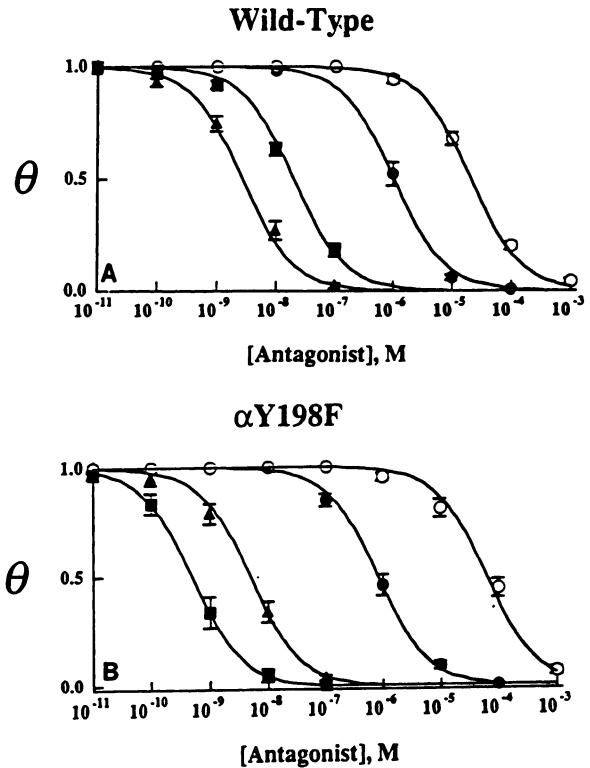 Wild-Type
1.0
θ
0.5
A
0.0
10⁻¹¹ 10⁻¹⁰ 10⁻⁹ 10⁻⁸ 10⁻⁷ 10⁻⁶ 10⁻⁵ 10⁻⁴ 10⁻³
[Antagonist], M
αY198F
1.0
θ
0.5
B
0.0
10⁻¹¹ 10⁻¹⁰ 10⁻⁹ 10⁻⁸ 10⁻⁷ 10⁻⁶ 10⁻⁵ 10⁻⁴ 10⁻³
[Antagonist], M